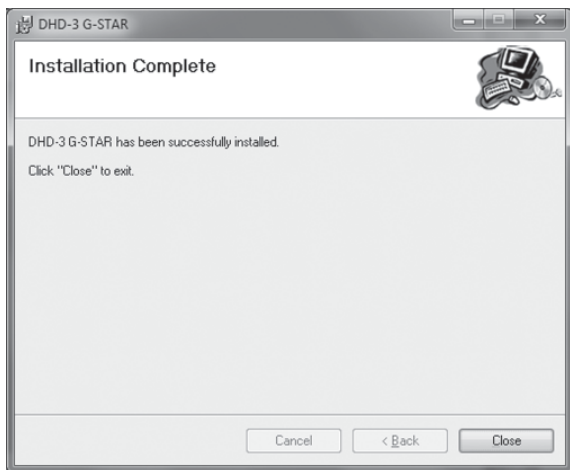 DHD-3 G-STAR
Installation Complete
DHD-3 G-STAR has been successfully installed.
Click "Close" to exit.
Cancel
< Back
Close